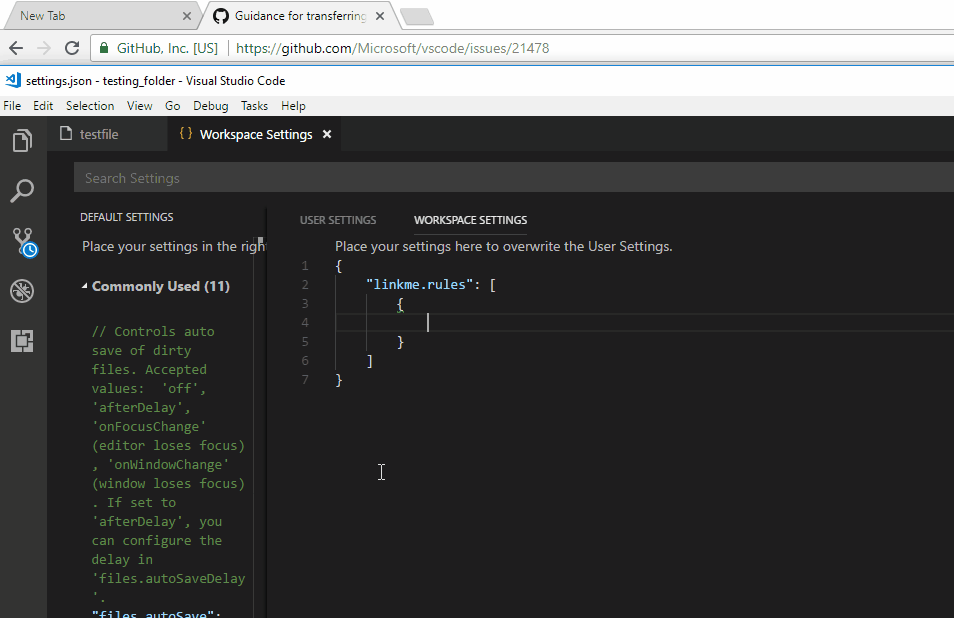 New Tab
Guidance for transferring
GitHub, Inc. [US] https://github.com/Microsoft/vscode/issues/21478
settings.json - testing_folder - Visual Studio Code
File Edit Selection View Go Debug Tasks Help
testfile
{ } Workspace Settings
Search Settings
DEFAULT SETTINGS
Place your settings in the righ
Commonly Used (11)
// Controls auto
save of dirty
files. Accepted
values:  'off',
'afterDelay',
'onFocusChange'
(editor loses focus)
, 'onWindowChange'
(window loses focus)
. If set to
'afterDelay', you
can configure the
delay in
'files.autoSaveDelay
'.
"files.autoSave":
USER SETTINGS WORKSPACE SETTINGS
Place your settings here to overwrite the User Settings.
1 {
2 "linkme.rules": [
3 {
4
5 }
6 ]
7 }